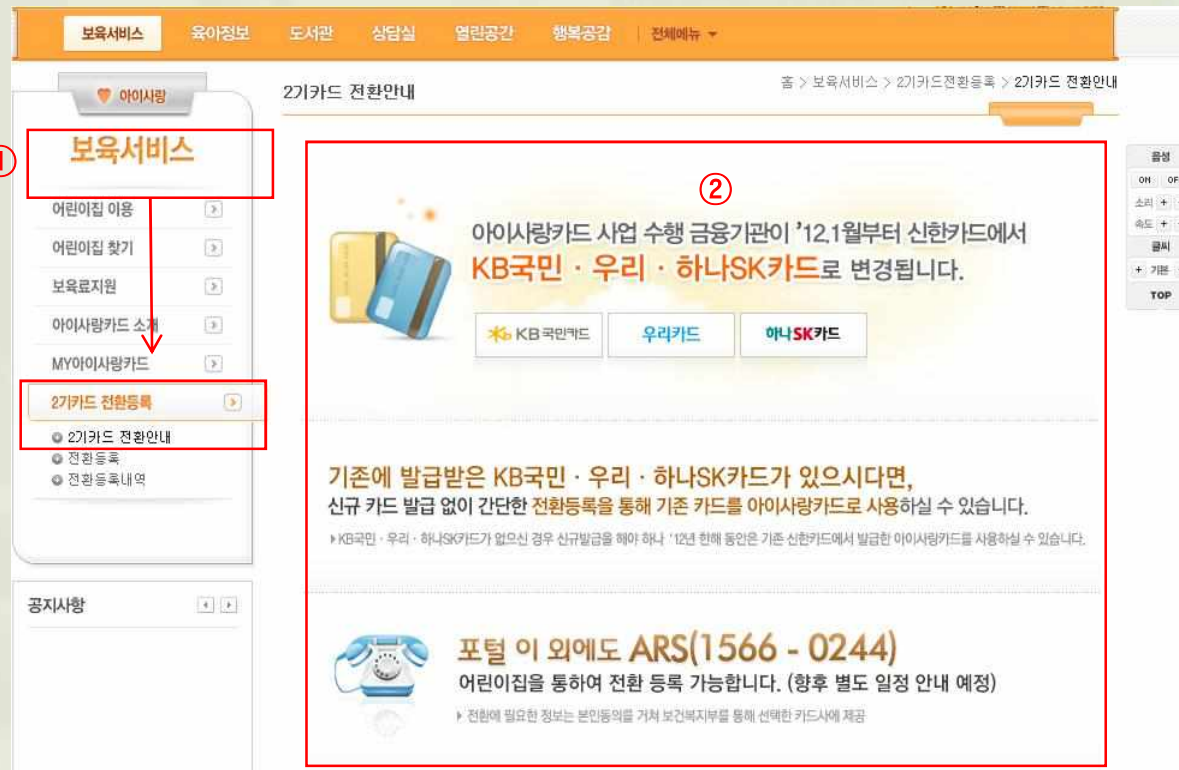 보육서비스 육아정보 도서관 상담실 열린공간 행복공감 전체메뉴
아이사랑
2기카드 전환안내
홈 > 보육서비스 > 2기카드전환등록 > 2기카드 전환안내
①
보육서비스
어린이집 이용
어린이집 찾기
보육료지원
아이사랑카드 소개
MY아이사랑카드
2기카드 전환등록
2기카드 전환안내
전환등록
전환등록내역
공지사항
②
아이사랑카드 사업 수행 금융기관이 '12.1월부터 신한카드에서
KB국민 · 우리 · 하나SK카드로 변경됩니다.
KB국민카드 우리카드 하나SK카드
기존에 발급받은 KB국민 · 우리 · 하나SK카드가 있으시다면,
신규 카드 발급 없이 간단한 전환등록을 통해 기존 카드를 아이사랑카드로 사용하실 수 있습니다.
KB국민 · 우리 · 하나SK카드가 없으신 경우 신규발급을 해야 하나 '12년 한해 동안은 기존 신한카드에서 발급한 아이사랑카드를 사용하실 수 있습니다.
포털 이 외에도 ARS(1566 - 0244)
어린이집을 통하여 전환 등록 가능합니다. (향후 별도 일정 안내 예정)
전환에 필요한 정보는 본인동의를 거쳐 보건복지부를 통해 선택한 카드사에 제공
음성
ON OF
소리 +
속도 +
글씨
+ 기본
TOP